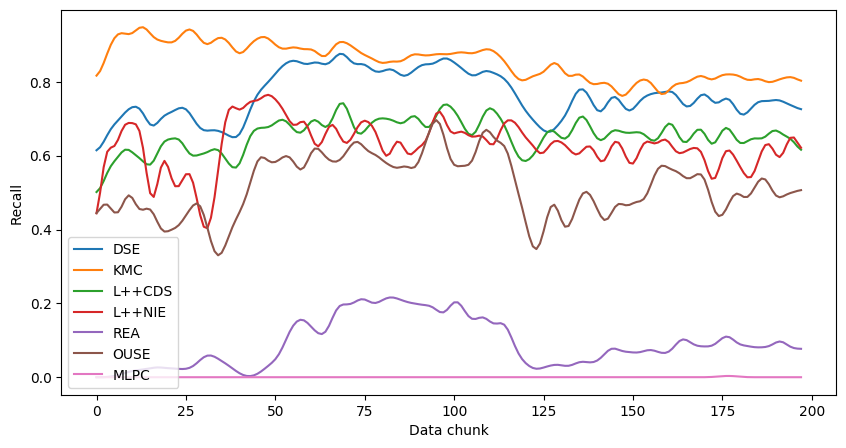 Recall
0.8
0.6
0.4
0.2
0.0
DSE
KMC
L++CDS
L++NIE
REA
OUSE
MLPC
0 25 50 75 100 125 150 175 200
Data chunk